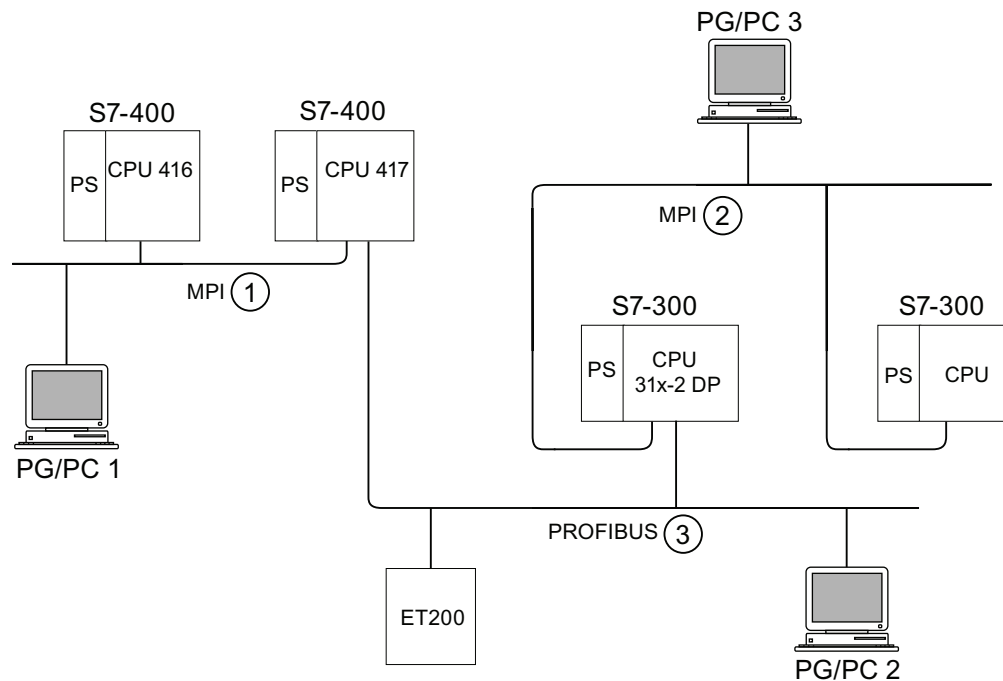 PG/PC 3
S7-400
S7-400
PS
CPU 416
PS
CPU 417
MPI 2
MPI 1
S7-300
S7-300
PS
CPU
31x-2 DP
PS
CPU
PG/PC 1
PROFIBUS 3
ET200
PG/PC 2